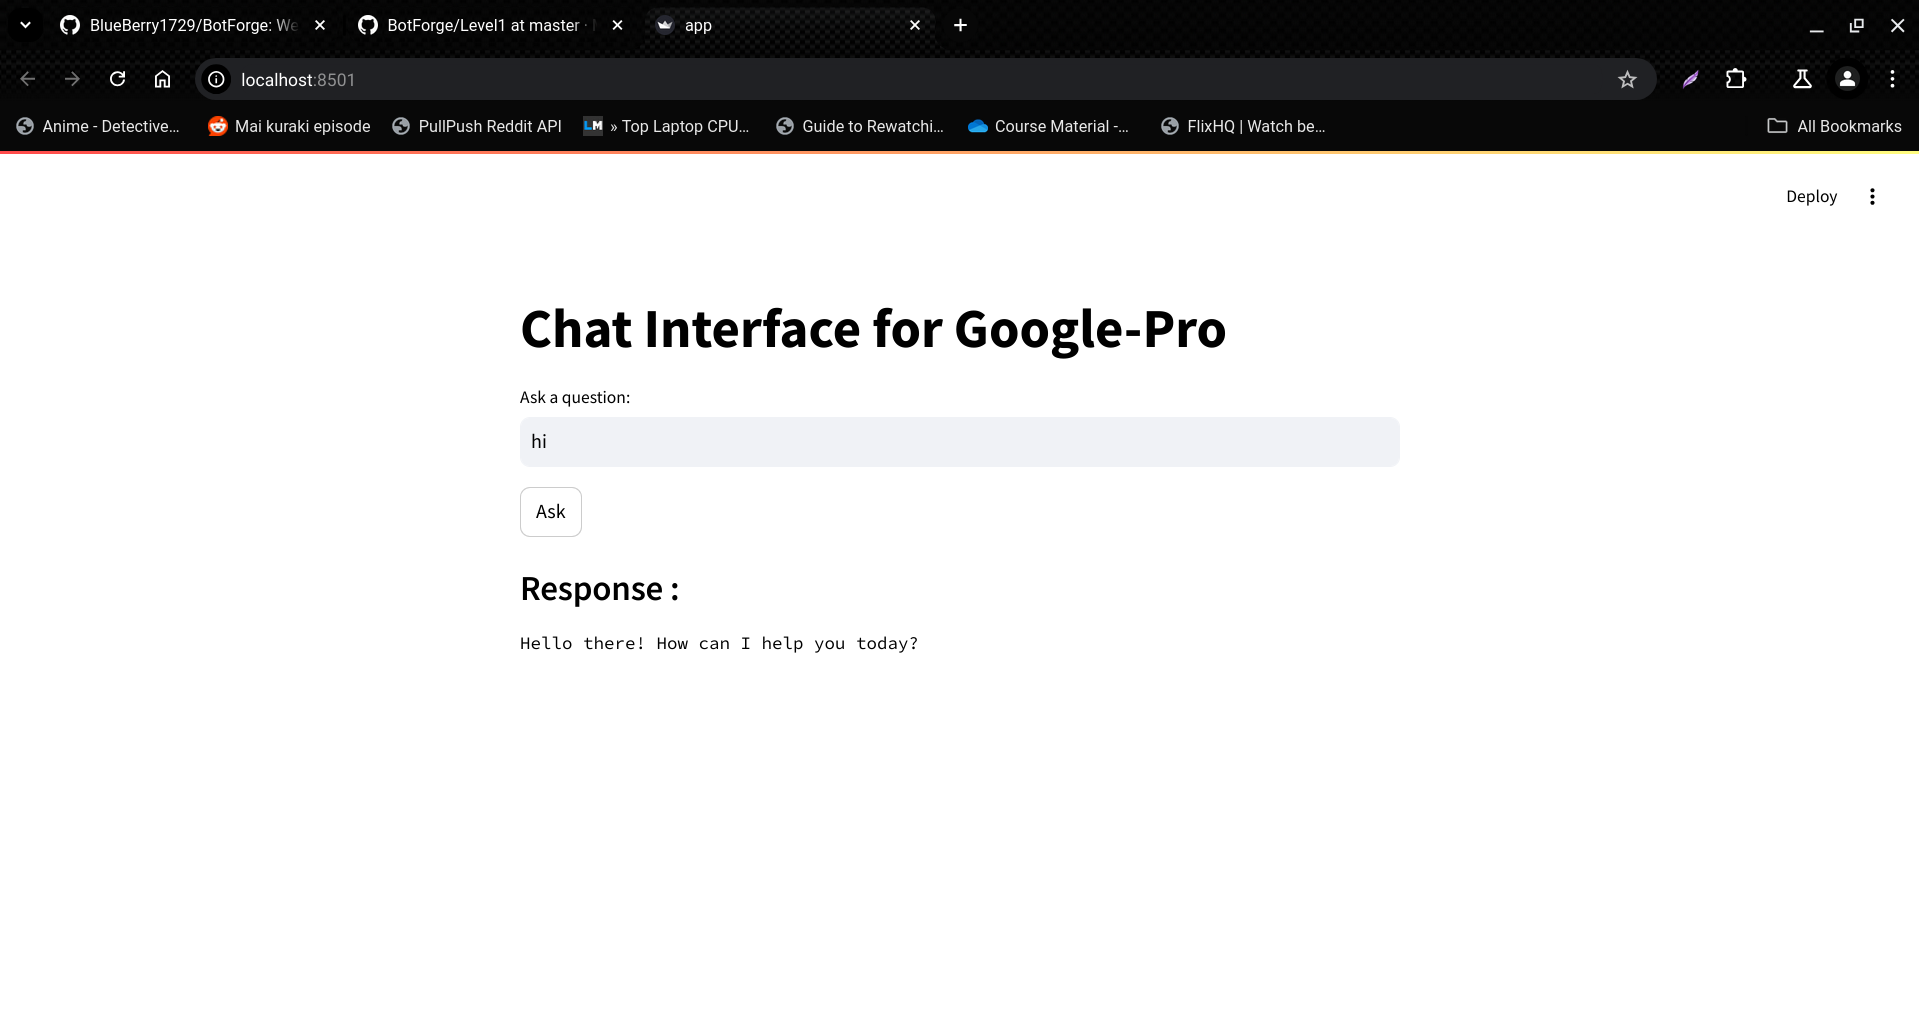 BlueBerry1729/BotForge: We
BotForge/Level1 at master ·
app
localhost:8501
Anime - Detective...
Mai kuraki episode
PullPush Reddit API
LM » Top Laptop CPU...
Guide to Rewatchi...
Course Material -...
FlixHQ | Watch be...
All Bookmarks
Deploy
Chat Interface for Google-Pro
Ask a question:
hi
Ask
Response :
Hello there! How can I help you today?